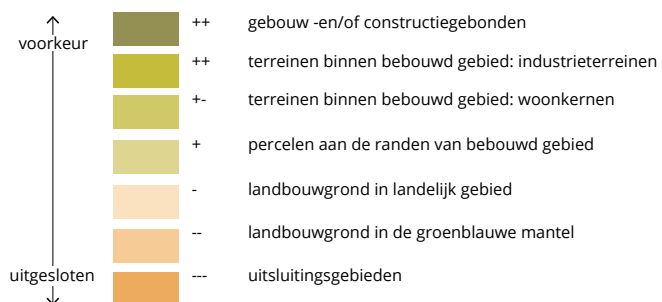 ++ gebouw -en/of constructiegebonden
voorkeur
++ terreinen binnen bebouwd gebied: industrieterreinen
+- terreinen binnen bebouwd gebied: woonkernen
+ percelen aan de randen van bebouwd gebied
- landbouwgrond in landelijk gebied
-- landbouwgrond in de groenblauwe mantel
uitgesloten --- uitsluitingsgebieden